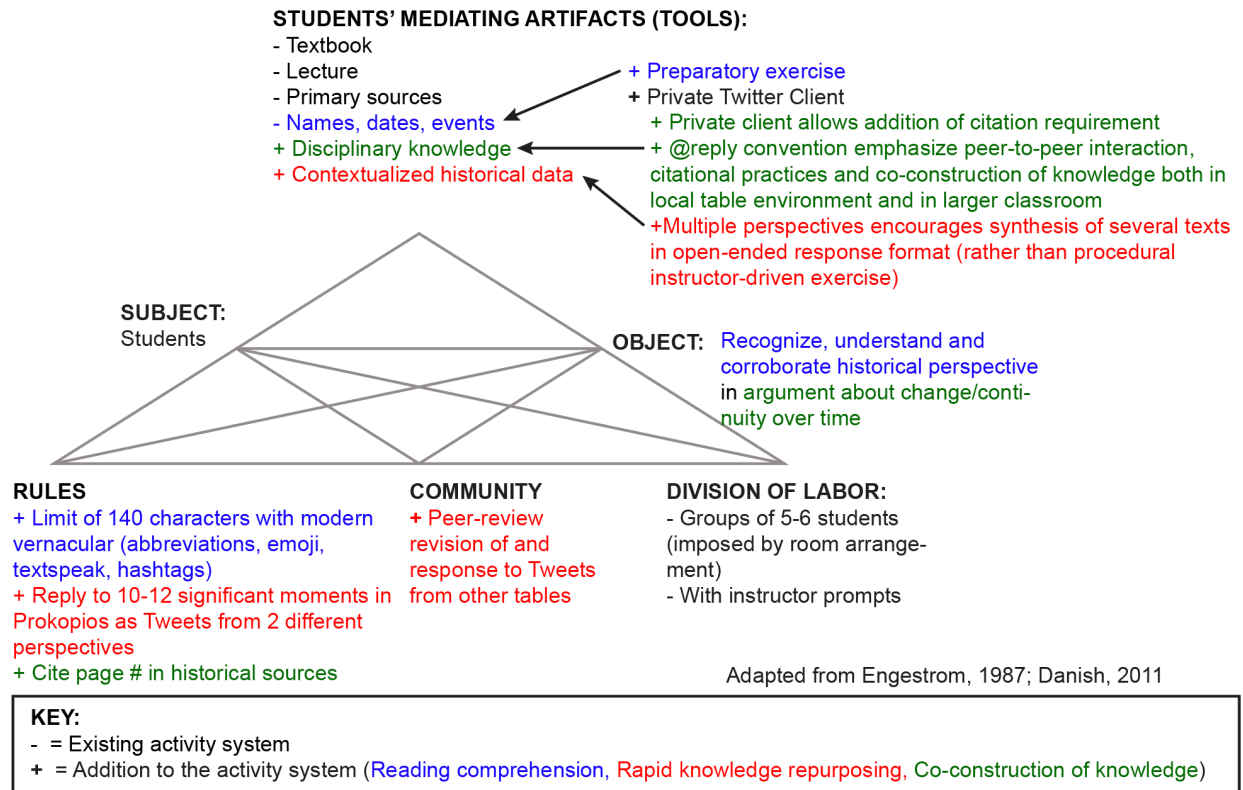 STUDENTS' MEDIATING ARTIFACTS (TOOLS):
- Textbook
- Lecture
- Primary sources
- Names, dates, events
+ Disciplinary knowledge
+ Contextualized historical data
+ Preparatory exercise
+ Private Twitter Client
+ Private client allows addition of citation requirement
+ @reply convention emphasize peer-to-peer interaction,
citational practices and co-construction of knowledge both in
local table environment and in larger classroom
+Multiple perspectives encourages synthesis of several texts
in open-ended response format (rather than procedural
instructor-driven exercise)
SUBJECT:
Students
OBJECT:
Recognize, understand and
corroborate historical perspective
in argument about change/conti-
nuity over time
RULES
+ Limit of 140 characters with modern
vernacular (abbreviations, emoji,
textspeak, hashtags)
+ Reply to 10-12 significant moments in
Prokopios as Tweets from 2 different
perspectives
+ Cite page # in historical sources
COMMUNITY
+ Peer-review
revision of and
response to Tweets
from other tables
DIVISION OF LABOR:
- Groups of 5-6 students
(imposed by room arrange-
ment)
- With instructor prompts
Adapted from Engestrom, 1987; Danish, 2011
KEY:
- = Existing activity system
+ = Addition to the activity system (Reading comprehension, Rapid knowledge repurposing, Co-construction of knowledge)